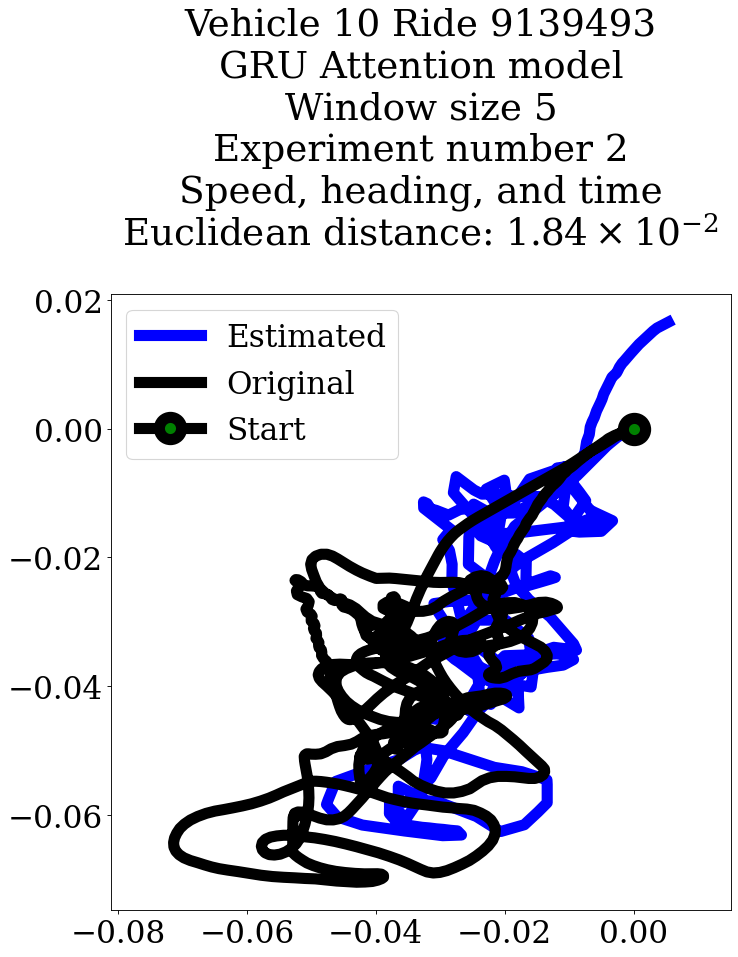 Vehicle 10 Ride 9139493
GRU Attention model
Window size 5
Experiment number 2
Speed, heading, and time
Euclidean distance: 1.84 × 10⁻²
0.02
0.00
−0.02
−0.04
−0.06
Estimated
Original
Start
−0.08 −0.06 −0.04 −0.02 0.00